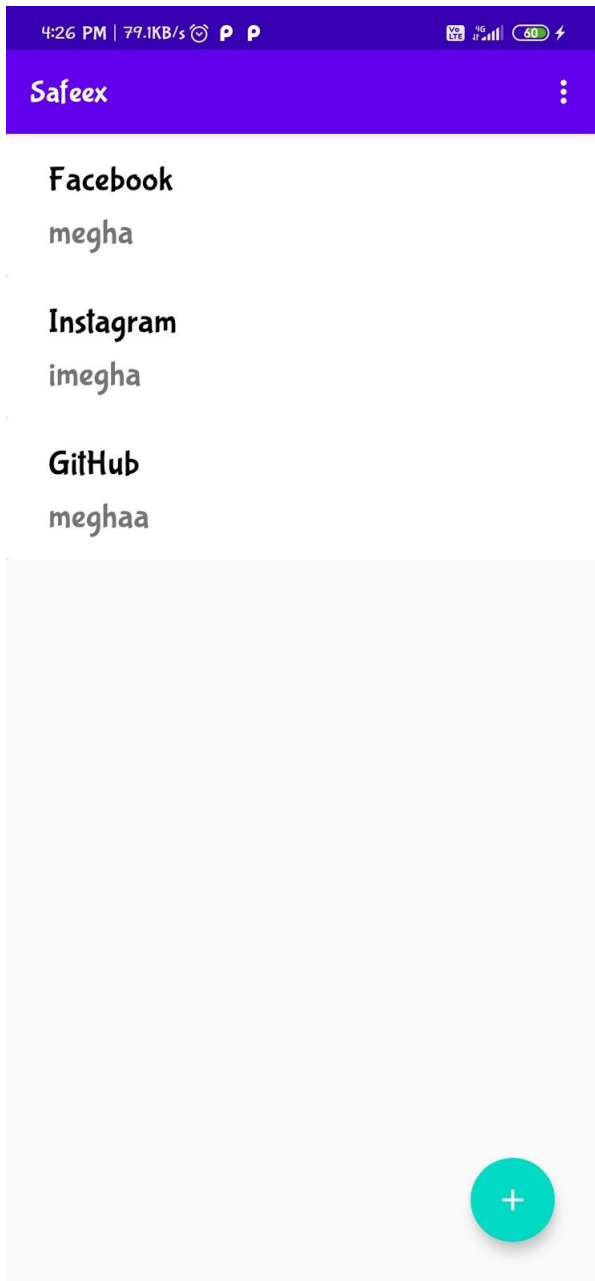 4:26 PM | 79.1KB/s P P Vo LTE 4G 60
Safeex
Facebook
megha
Instagram
imegha
GitHub
meghaa